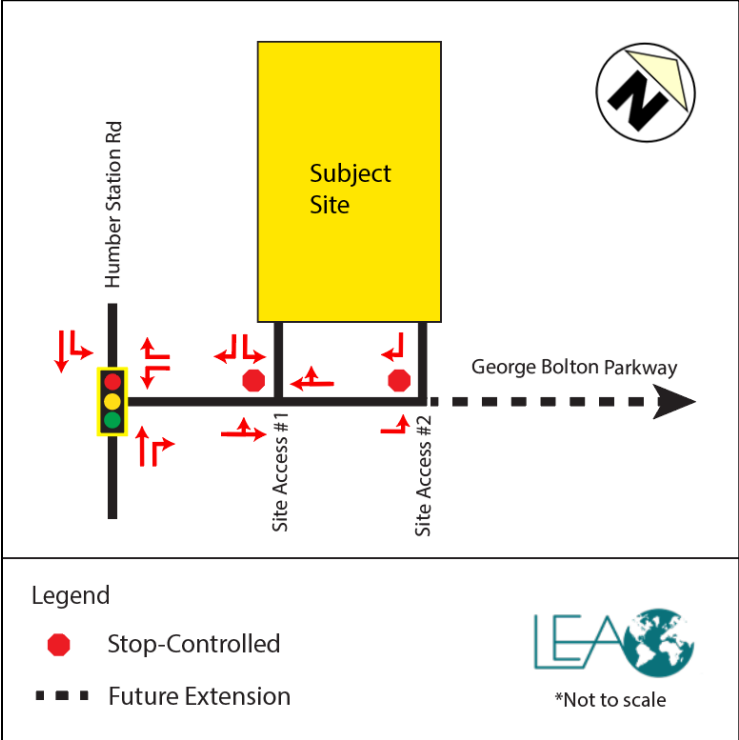 Humber Station Rd
Subject
Site
N
George Bolton Parkway
Site Access #1
Site Access #2
Legend
Stop-Controlled
Future Extension
LEA
*Not to scale